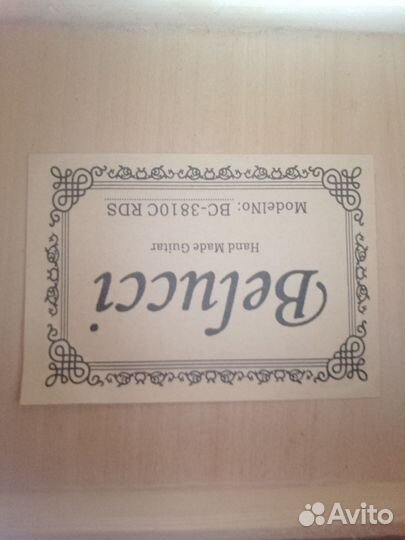 Belucci
Hand Made Guitar
ModelNo: BC-3810C RDS
Avito